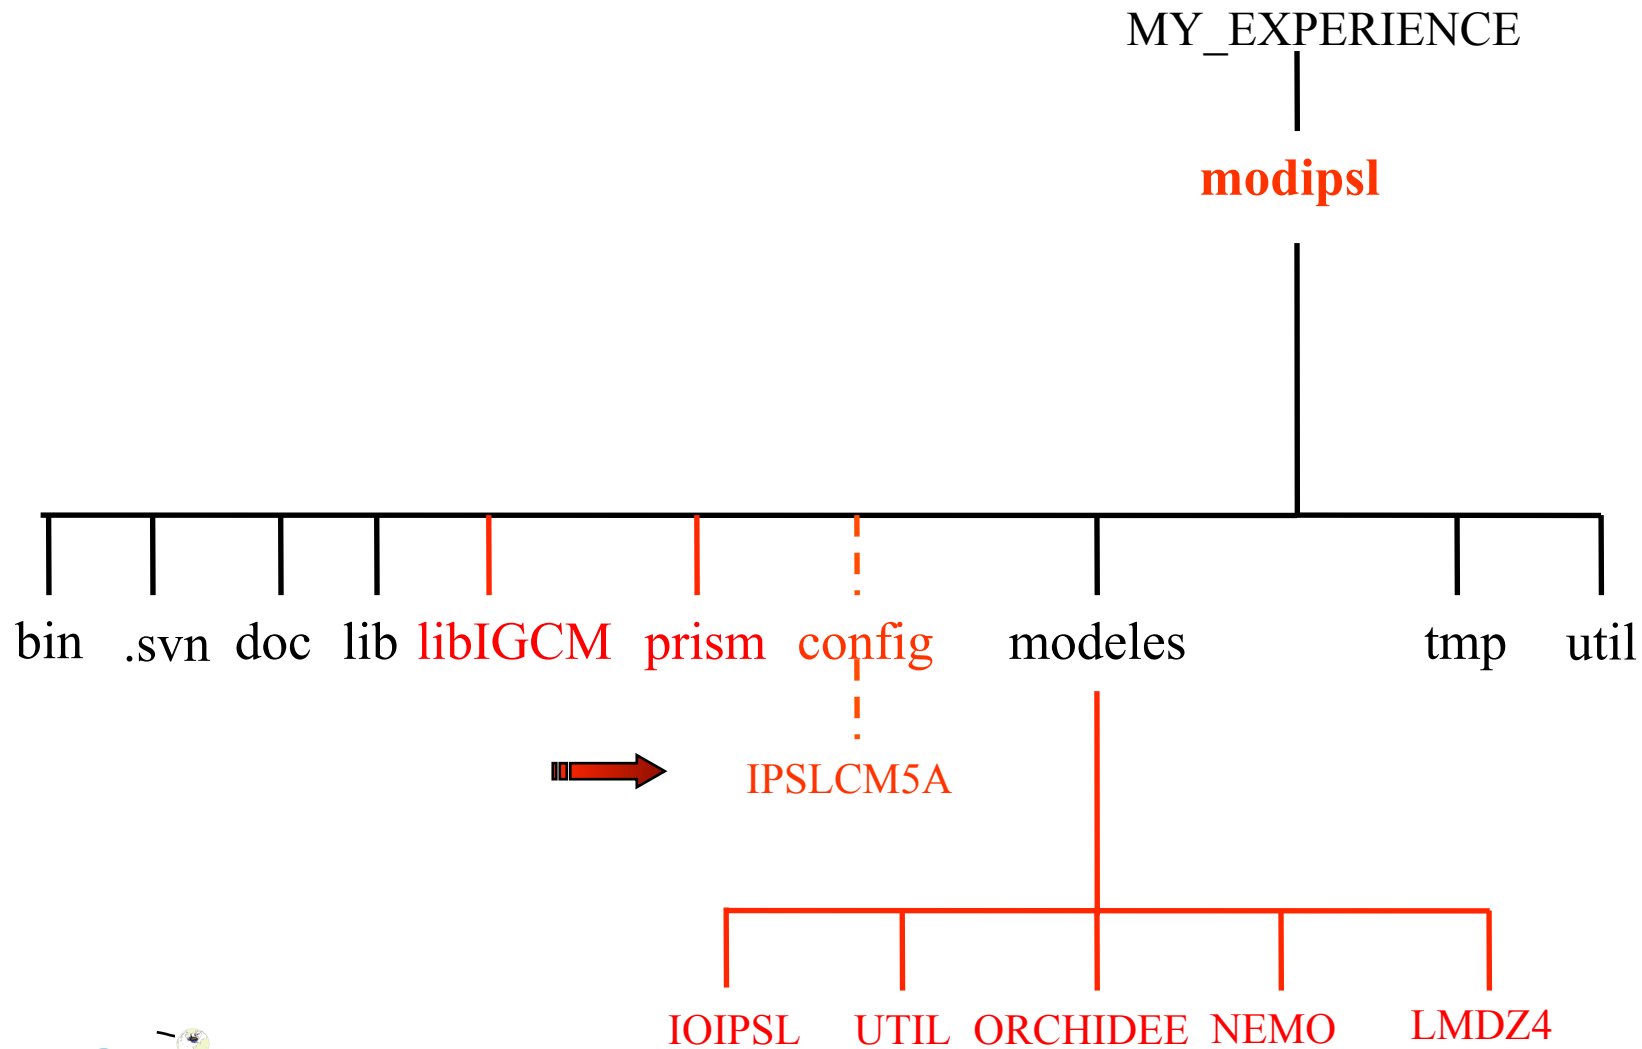 MY_EXPERIENCE
modipsl
bin .svn doc lib libIGCM prism config modeles tmp util
IPSLCM5A
IOIPSL UTIL ORCHIDEE NEMO LMDZ4